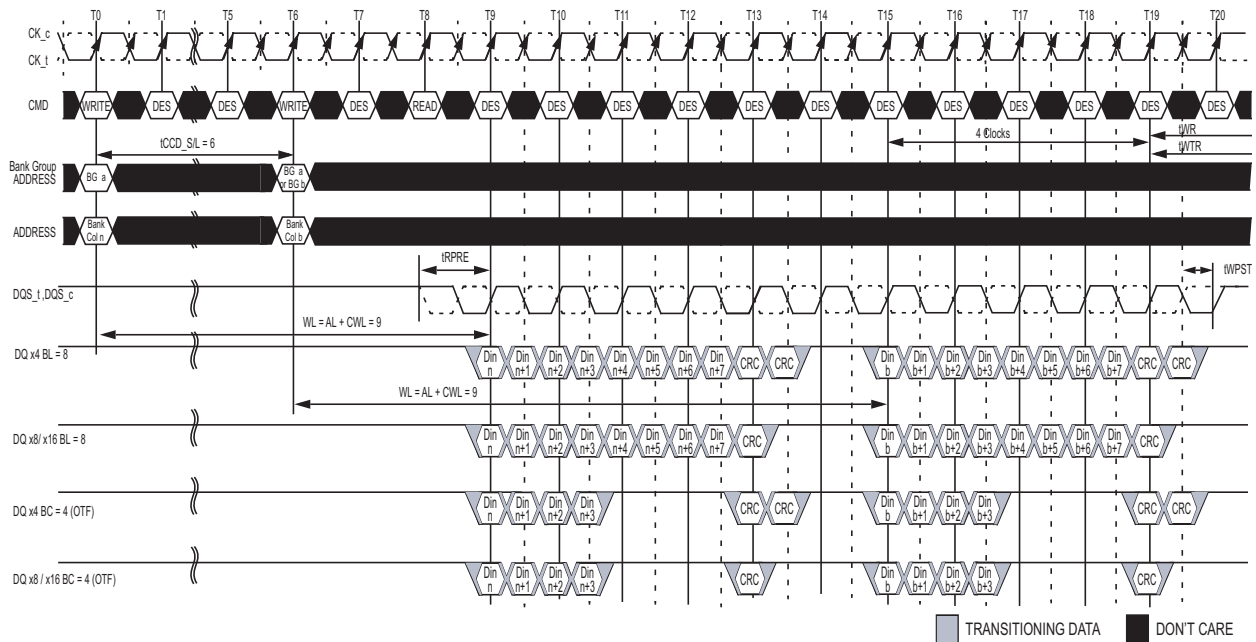 T0 T1 T5 T6 T7 T8 T9 T10 T11 T12 T13 T14 T15 T16 T17 T18 T19 T20
CK_c
CK_t
CMD WRITE DES DES WRITE DES READ DES DES DES DES DES DES DES DES DES DES DES DES
tCCD_S/L = 6
4 Clocks
tWR
tWTR
Bank Group
ADDRESS
BG a
BG a
or BG b
ADDRESS
Bank
Col n
Bank
Col b
tRPRE
tWPST
DQS_t ,DQS_c
WL = AL + CWL = 9
DQ x4 BL = 8
Din Din Din Din Din Din Din Din CRC CRC Din Din Din Din Din Din Din Din CRC CRC
n n+1 n+2 n+3 n+4 n+5 n+6 n+7 b b+1 b+2 b+3 b+4 b+5 b+6 b+7
WL = AL + CWL = 9
DQ x8/ x16 BL = 8
Din Din Din Din Din Din Din Din CRC Din Din Din Din Din Din Din Din CRC
n n+1 n+2 n+3 n+4 n+5 n+6 n+7 b b+1 b+2 b+3 b+4 b+5 b+6 b+7
DQ x4 BC = 4 (OTF)
Din Din Din Din CRC CRC Din Din Din Din CRC CRC
n n+1 n+2 n+3 b b+1 b+2 b+3
DQ x8 / x16 BC = 4 (OTF)
Din Din Din Din CRC Din Din Din Din CRC
n n+1 n+2 n+3 b b+1 b+2 b+3
TRANSITIONING DATA DON'T CARE